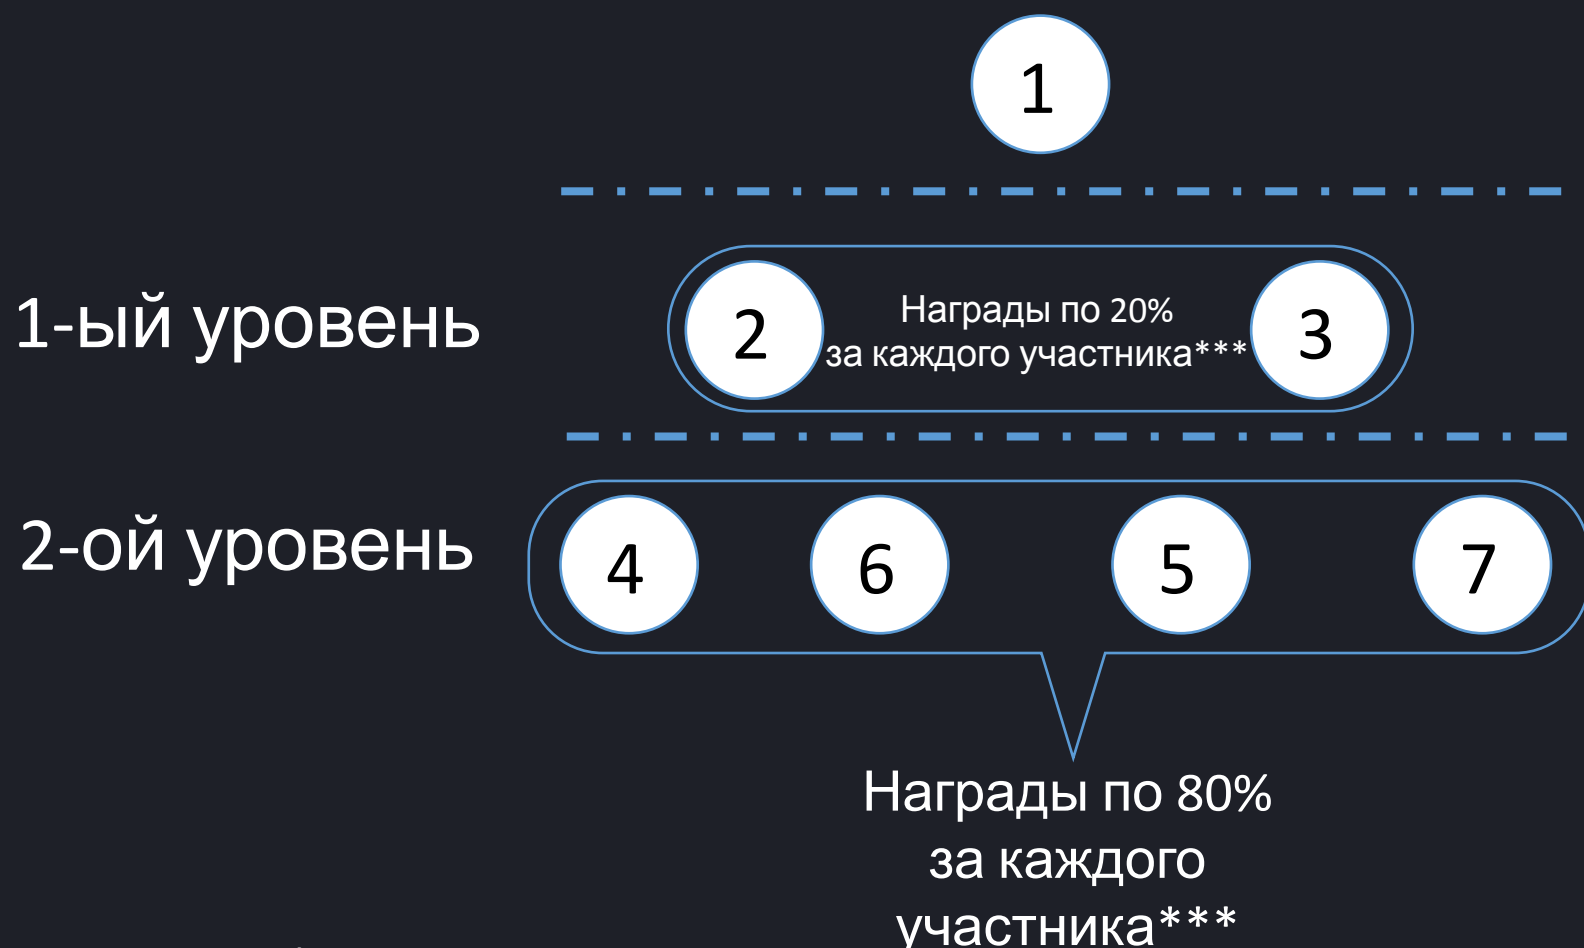 1
1-ый уровень
2
Награды по 20%
за каждого участника***
3
2-ой уровень
4
6
5
7
Награды по 80%
за каждого
участника***